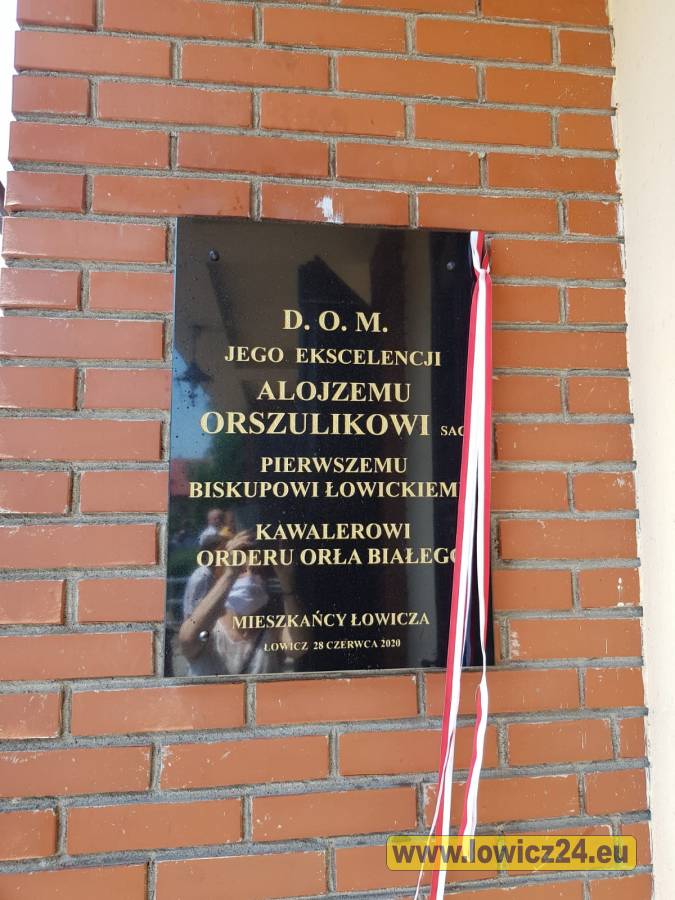 D. O. M.
JEGO EKSCELENCJI
ALOJZEMU
ORSZULIKOWI SAC
PIERWSZEMU
BISKUPOWI ŁOWICKIEMU
KAWALEROWI
ORDERU ORŁA BIAŁEGO
MIESZKAŃCY ŁOWICZA
ŁOWICZ 28 CZERWCA 2020
www.lowicz24.eu